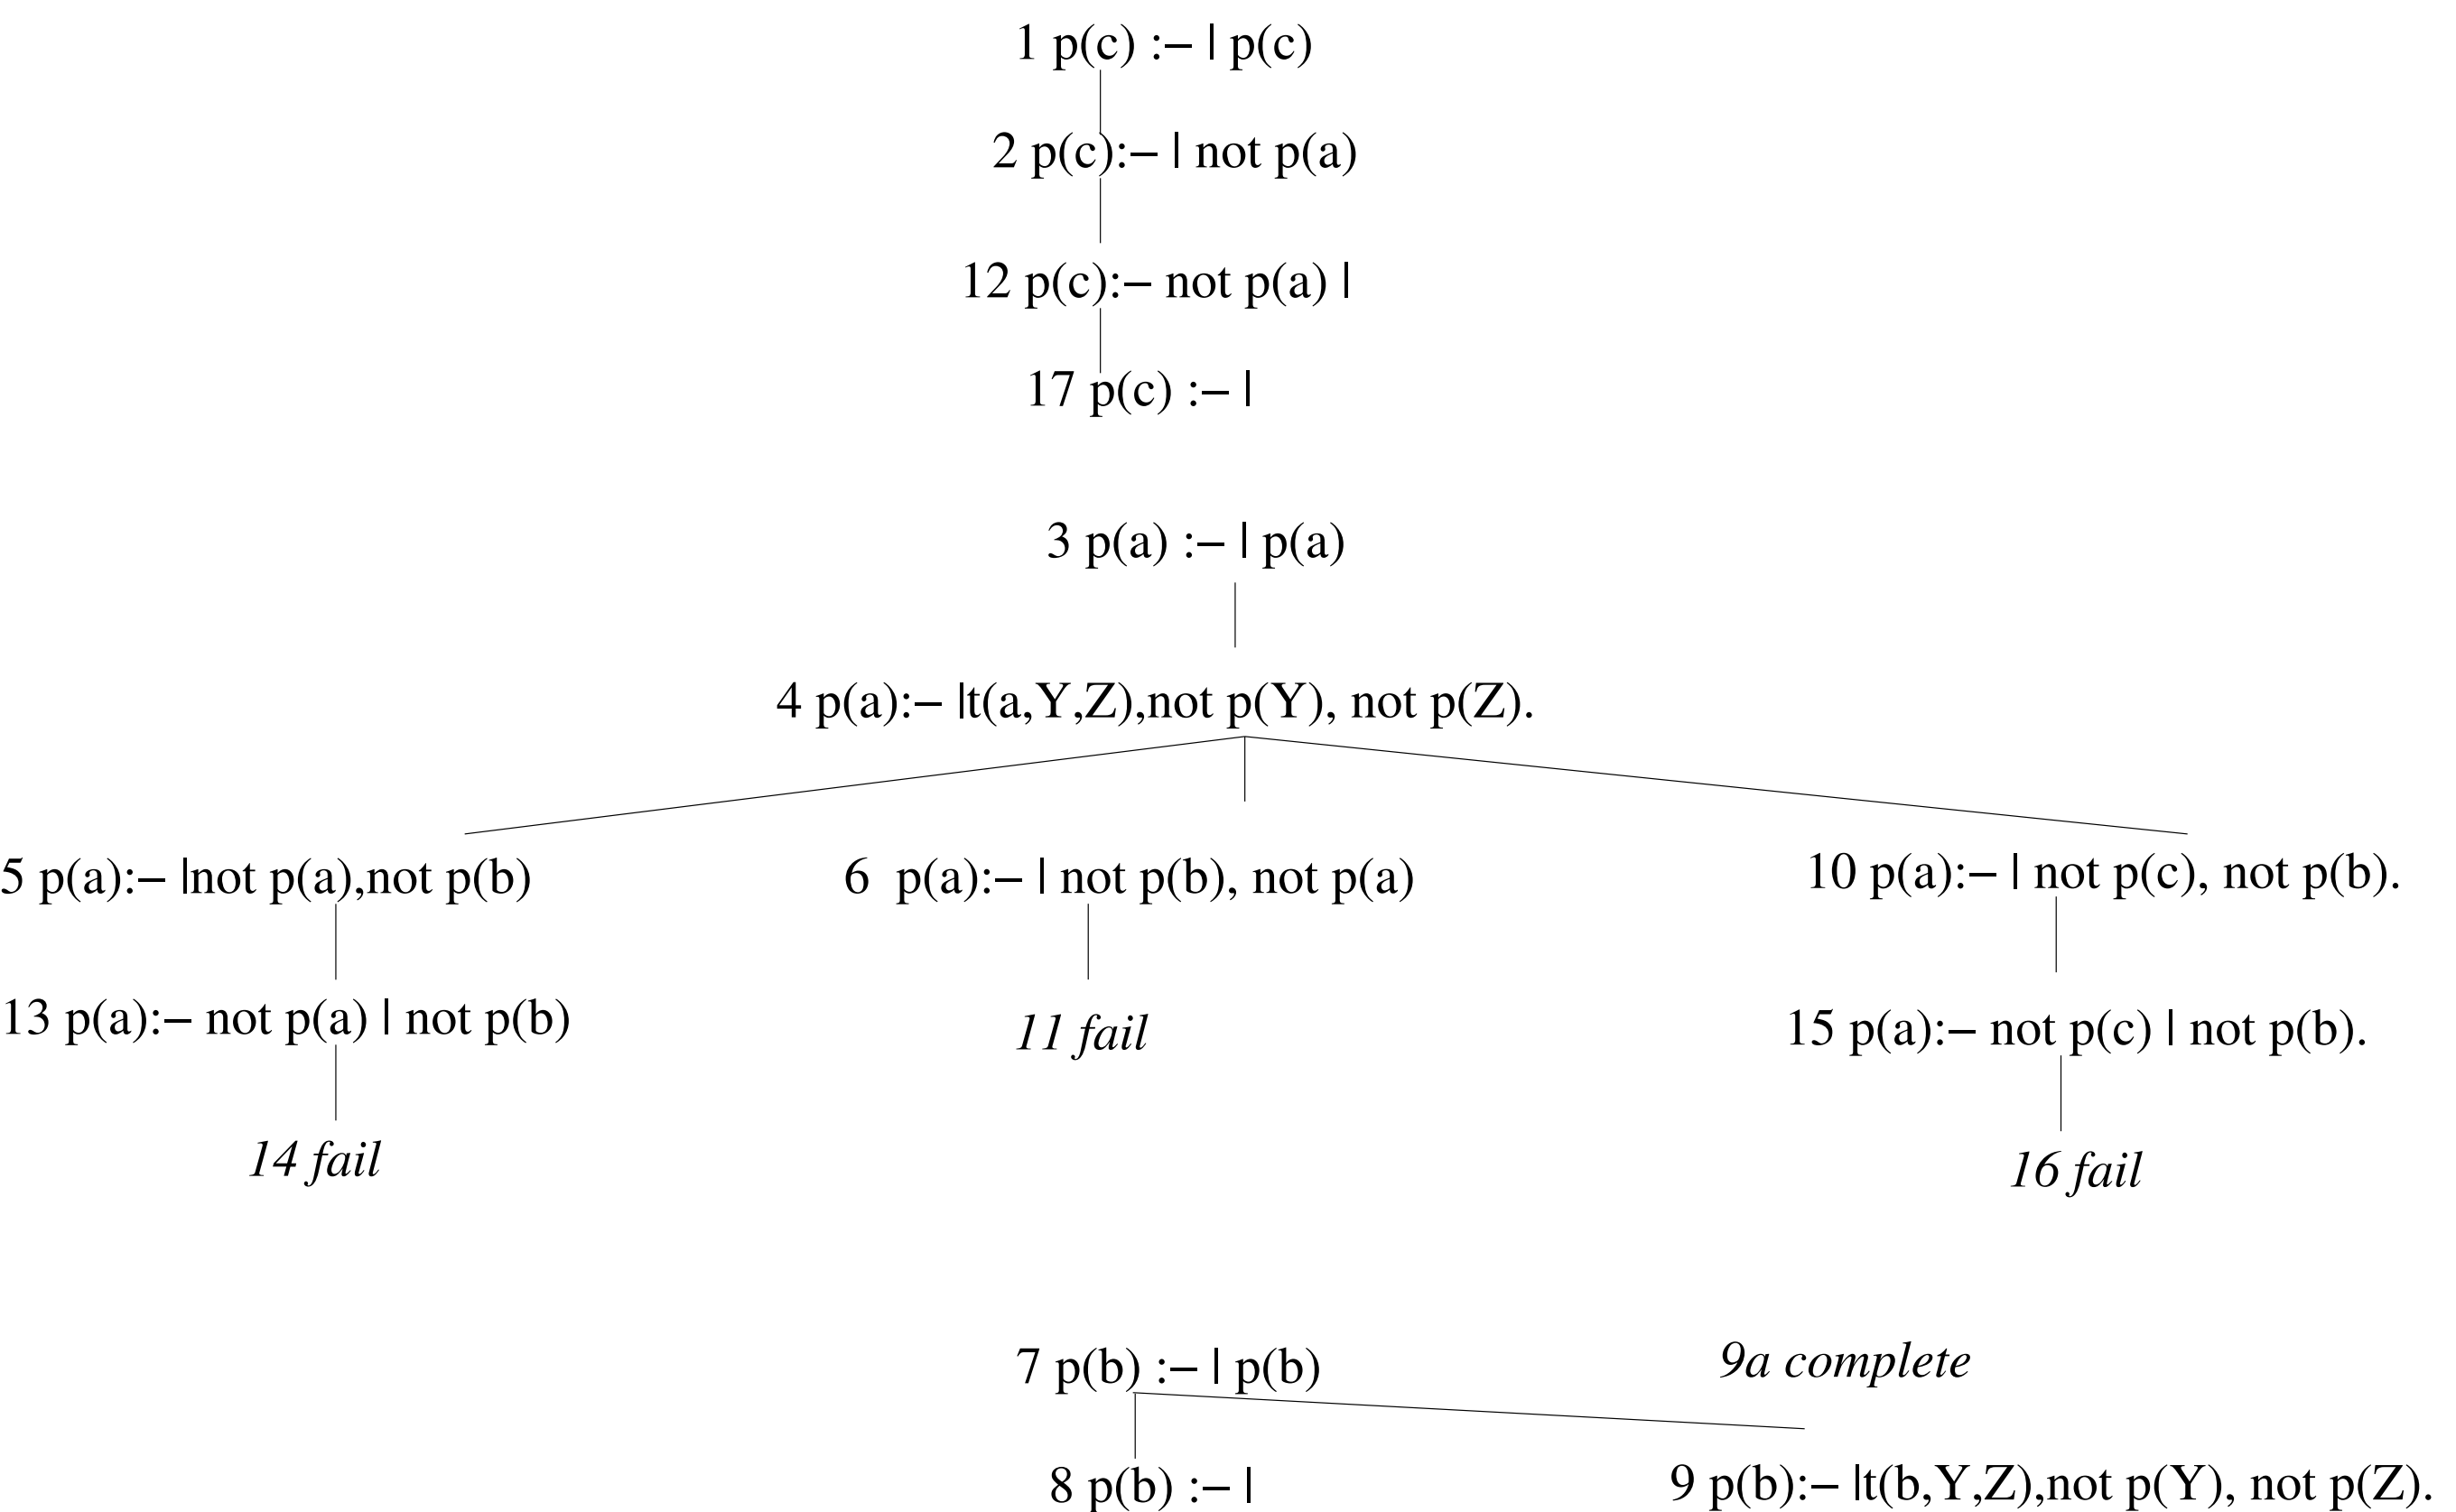 1 p(c) :– | p(c)
2 p(c):– | not p(a)
12 p(c):– not p(a) |
17 p(c) :– |
3 p(a) :– | p(a)
4 p(a):– |t(a,Y,Z),not p(Y), not p(Z).
5 p(a):– |not p(a),not p(b)
6 p(a):– | not p(b), not p(a)
10 p(a):– | not p(c), not p(b).
13 p(a):– not p(a) | not p(b)
11 fail
15 p(a):– not p(c) | not p(b).
14 fail
16 fail
7 p(b) :– | p(b)
9a complete
8 p(b) :– |
9 p(b):– |t(b,Y,Z),not p(Y), not p(Z).